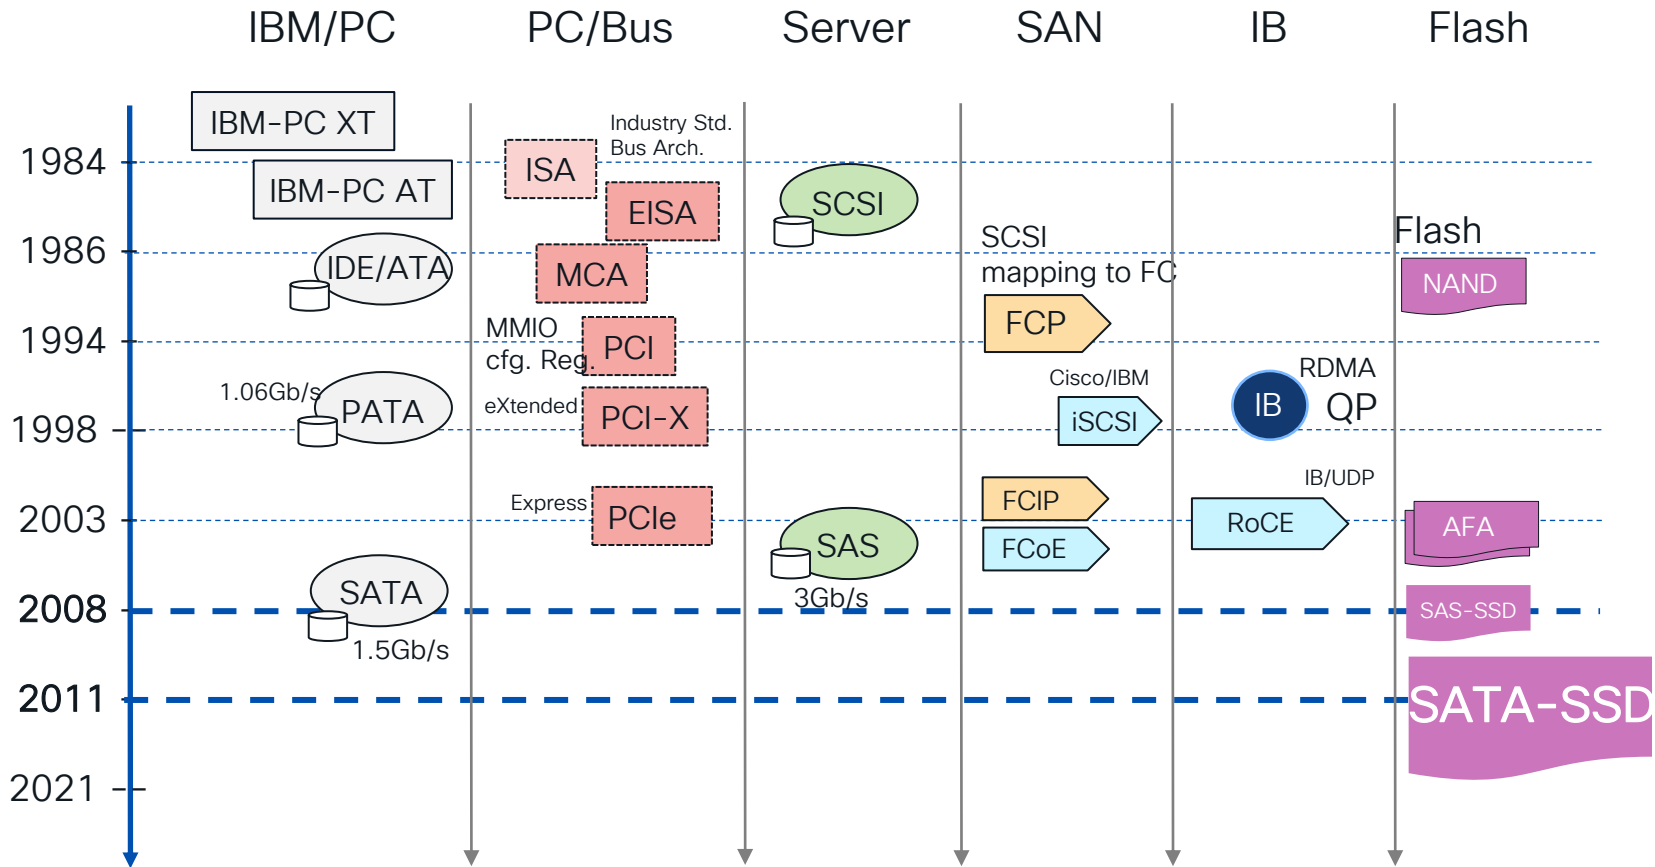 IBM/PC
PC/Bus
Server
SAN
IB
Flash
IBM-PC XT
Industry Std.
Bus Arch.
1984
ISA
IBM-PC AT
EISA
SCSI
SCSI
mapping to FC
Flash
1986
IDE/ATA
MCA
NAND
MMIO
cfg. Reg.
PCI
FCP
1994
1.06Gb/s
PATA
eXtended
PCI-X
Cisco/IBM
iSCSI
RDMA
IB
QP
1998
Express
PCIe
FCIP
IB/UDP
RoCE
2003
SAS
FCoE
AFA
SATA
3Gb/s
2008
SAS-SSD
1.5Gb/s
2011
SATA-SSD
2021